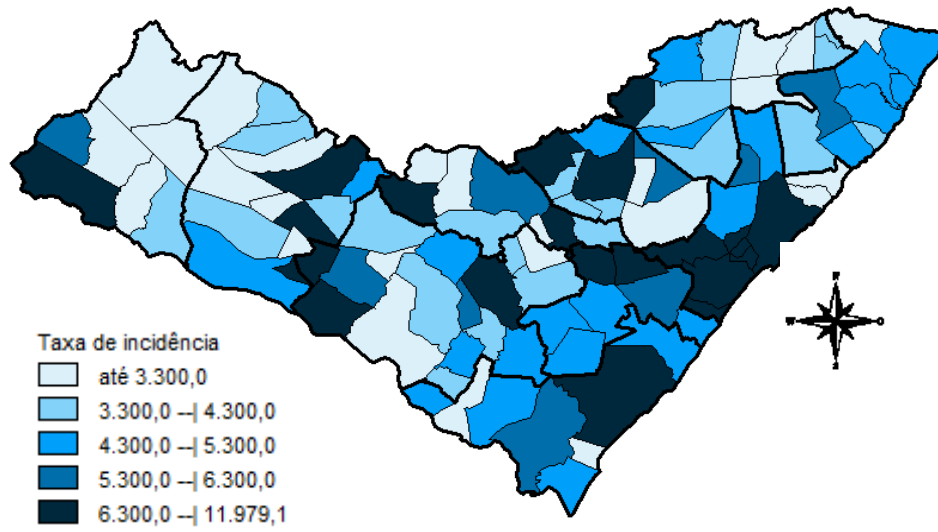 Taxa de incidência
até 3.300,0
3.300,0 --| 4.300,0
4.300,0 --| 5.300,0
5.300,0 --| 6.300,0
6.300,0 --| 11.979,1
N
W O
S